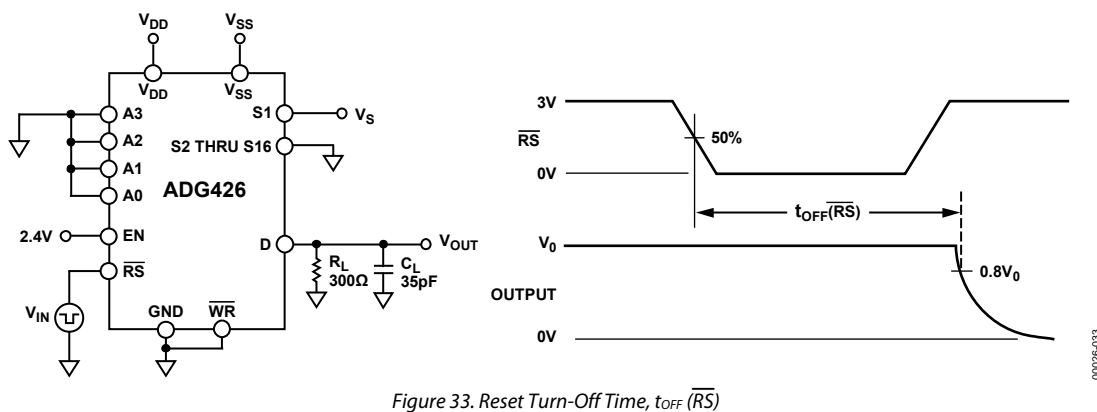 VDD
VSS
VDD
VSS
A3
A2
A1
A0
EN
RS
2.4V
VIN
ADG426
S1
VS
S2 THRU S16
D
VOUT
RL
300Ω
CL
35pF
GND
WR
3V
RS
0V
50%
tOFF(RS)
V0
OUTPUT
0V
0.8V0
00026-033
Figure 33. Reset Turn-Off Time, tOFF (RS)